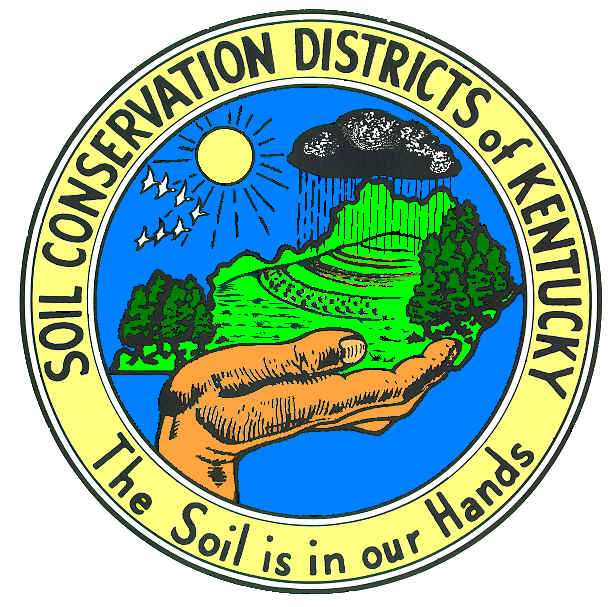 SOIL CONSERVATION DISTRICTS of KENTUCKY
The Soil is in our Hands